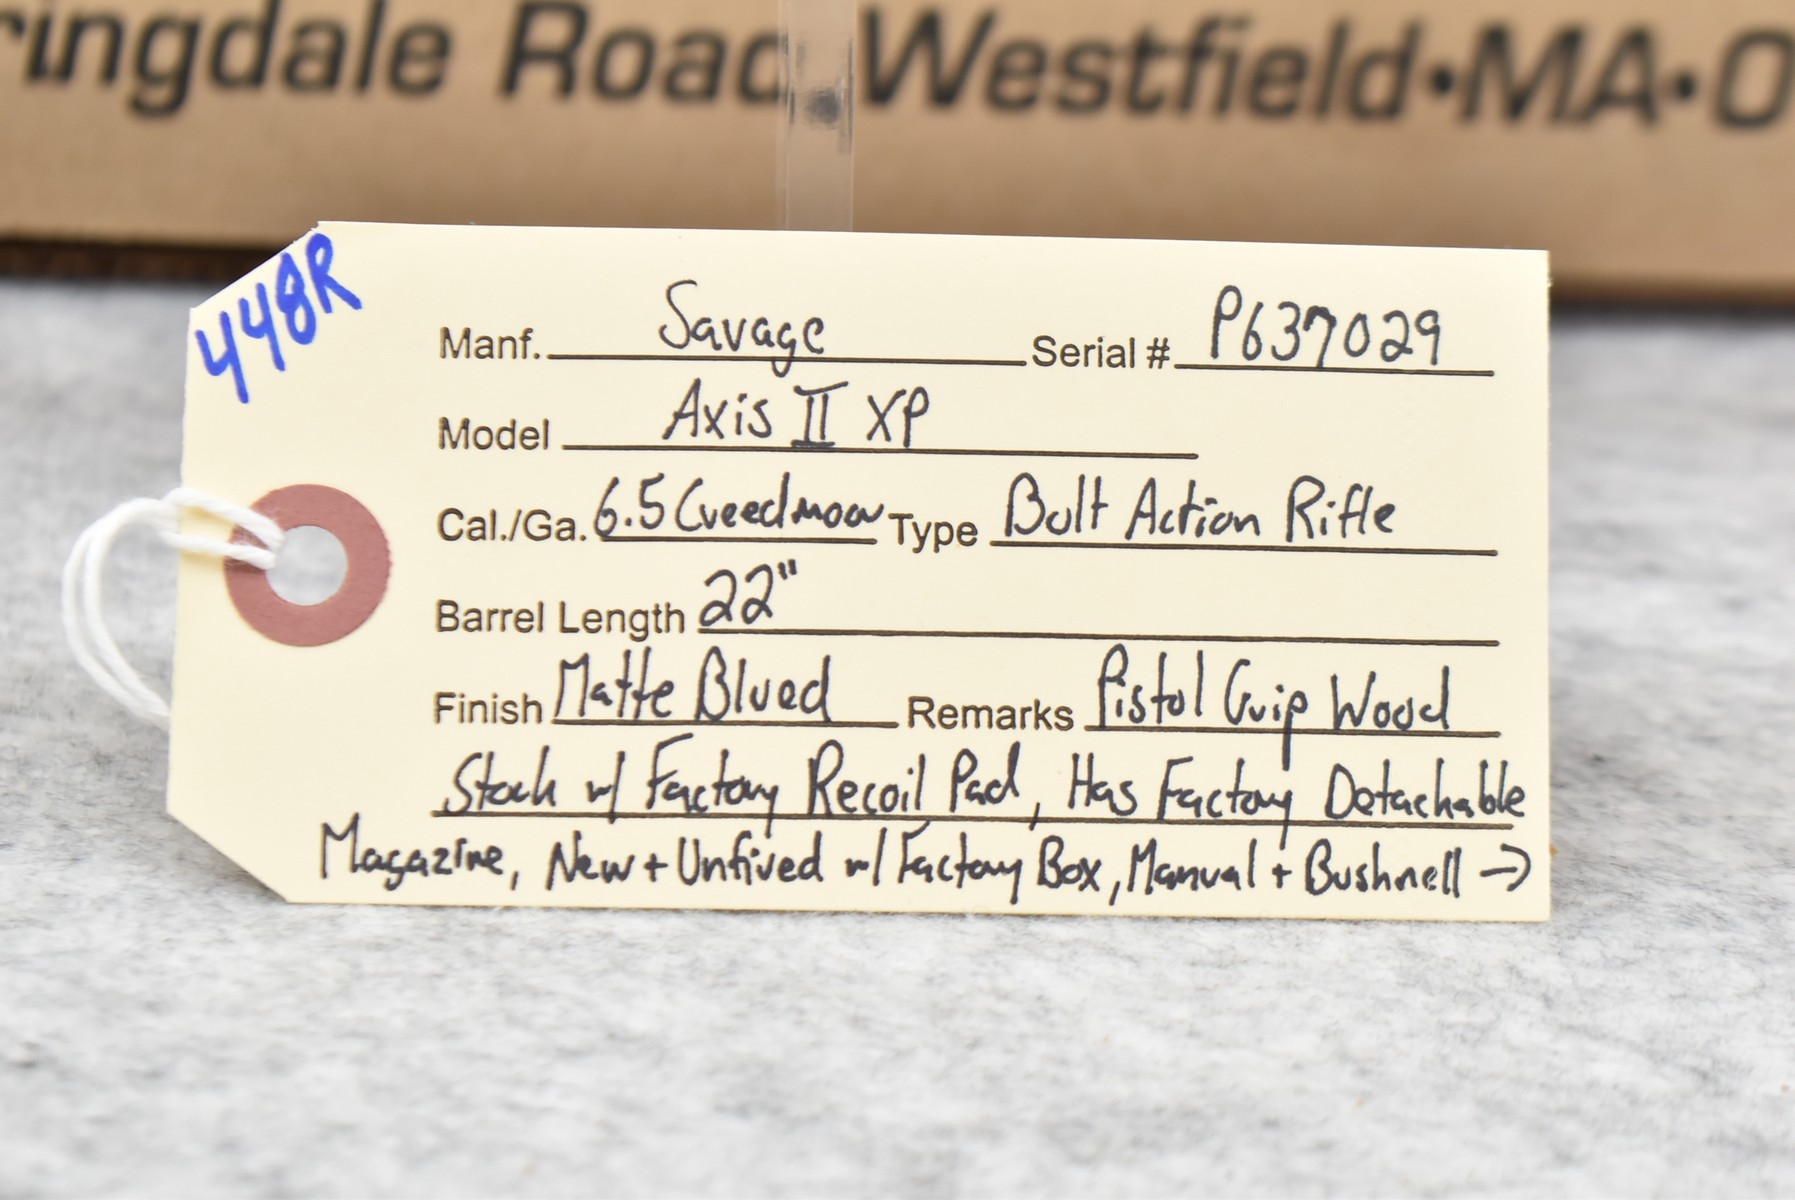 ringdale Road Westfield•MA•0
448R
Manf. Savage Serial # P637029
Model Axis II XP
Cal./Ga. 6.5 Creedmoor Type Bolt Action Rifle
Barrel Length 22"
Finish Matte Blued Remarks Pistol Grip Wood
Stock w/ Factory Recoil Pad, Has Factory Detachable
Magazine, New + Unfired w/ Factory Box, Manual + Bushnell →